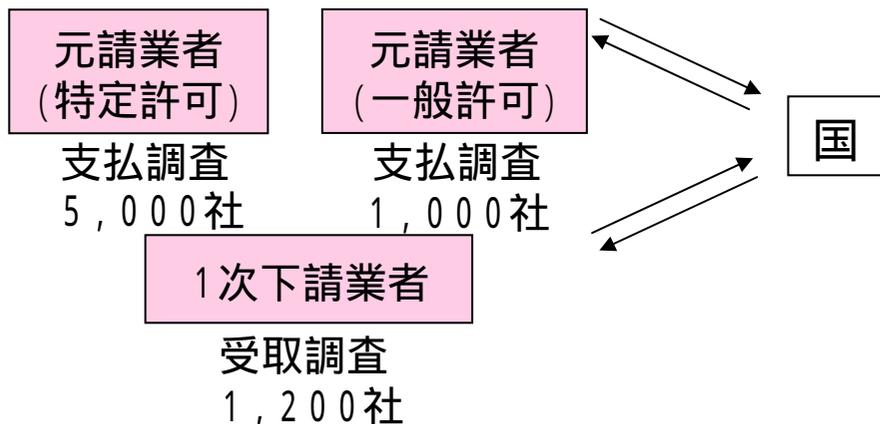 元請業者
(特定許可)
支払調査
5,000社
元請業者
(一般許可)
支払調査
1,000社
国
1次下請業者
受取調査
1,200社